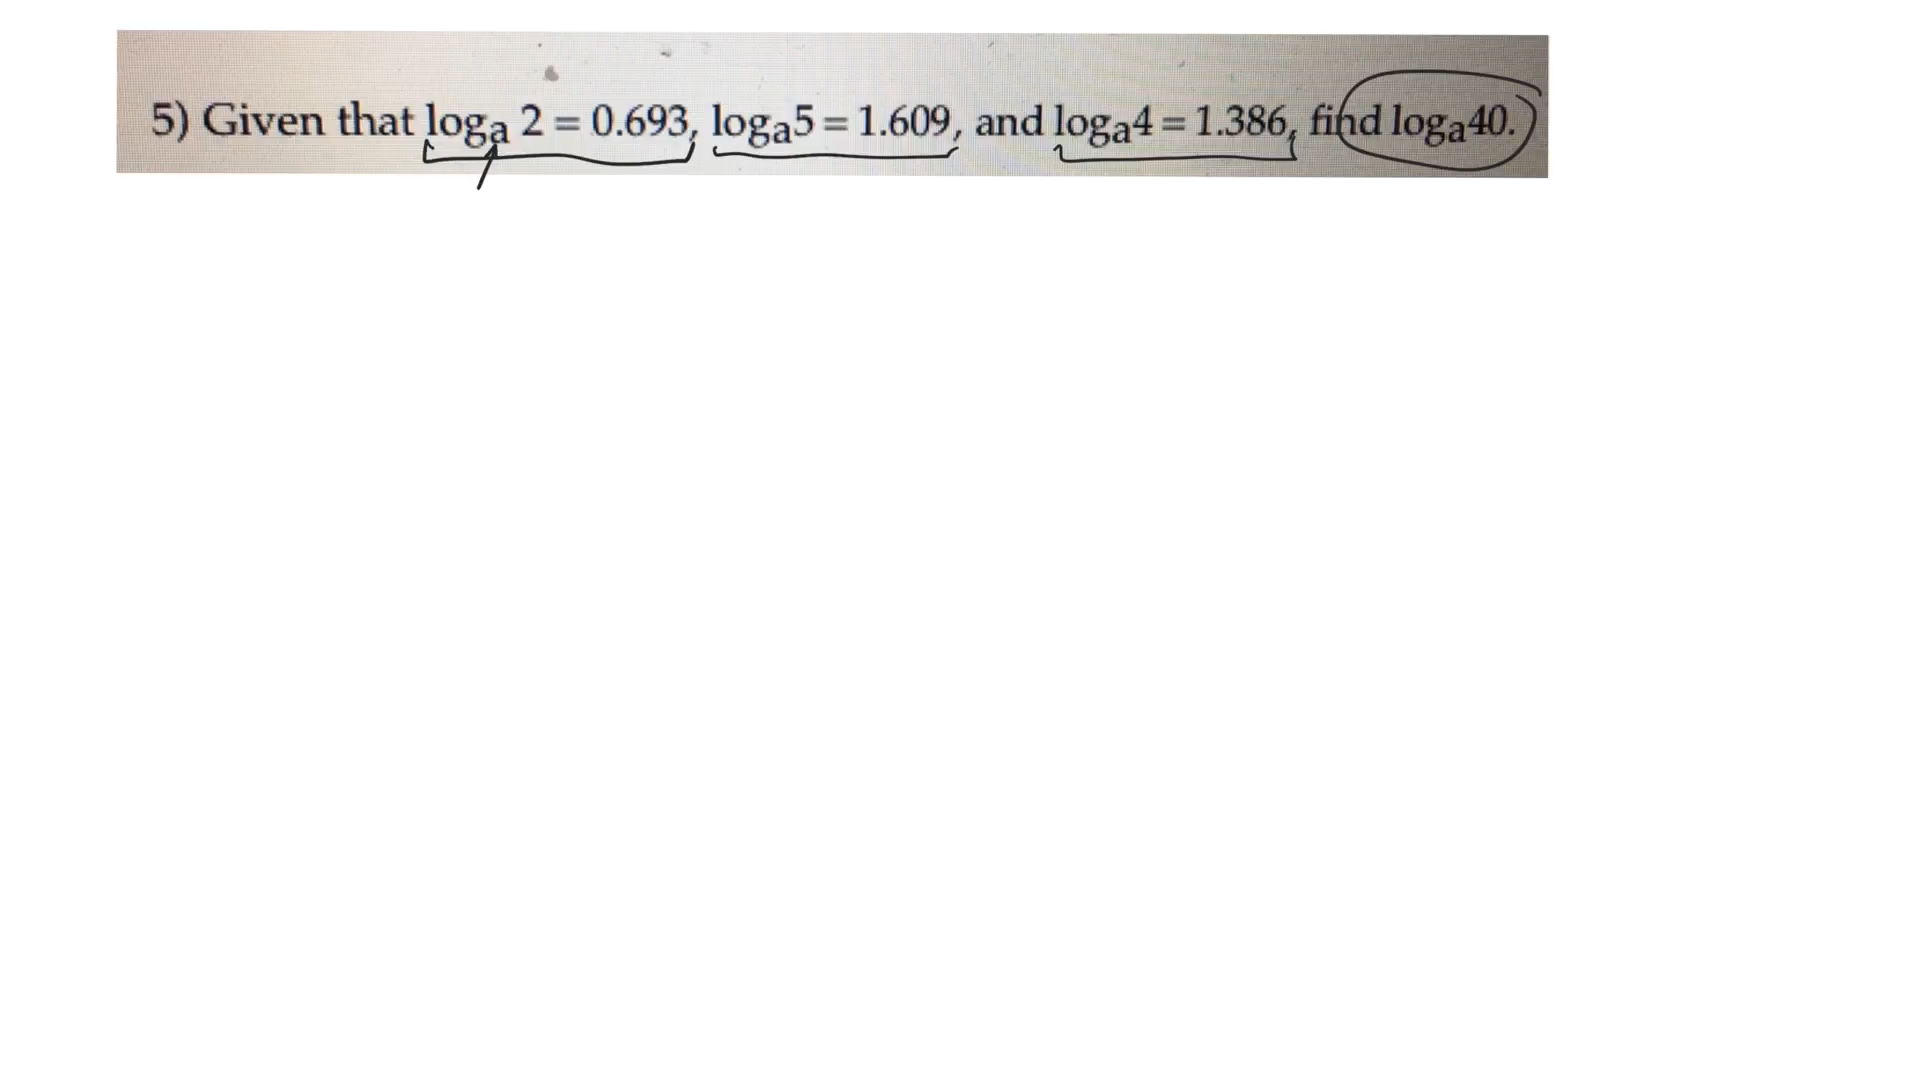 5) Given that logₐ 2 = 0.693, logₐ5 = 1.609, and logₐ4 = 1.386, find logₐ40.